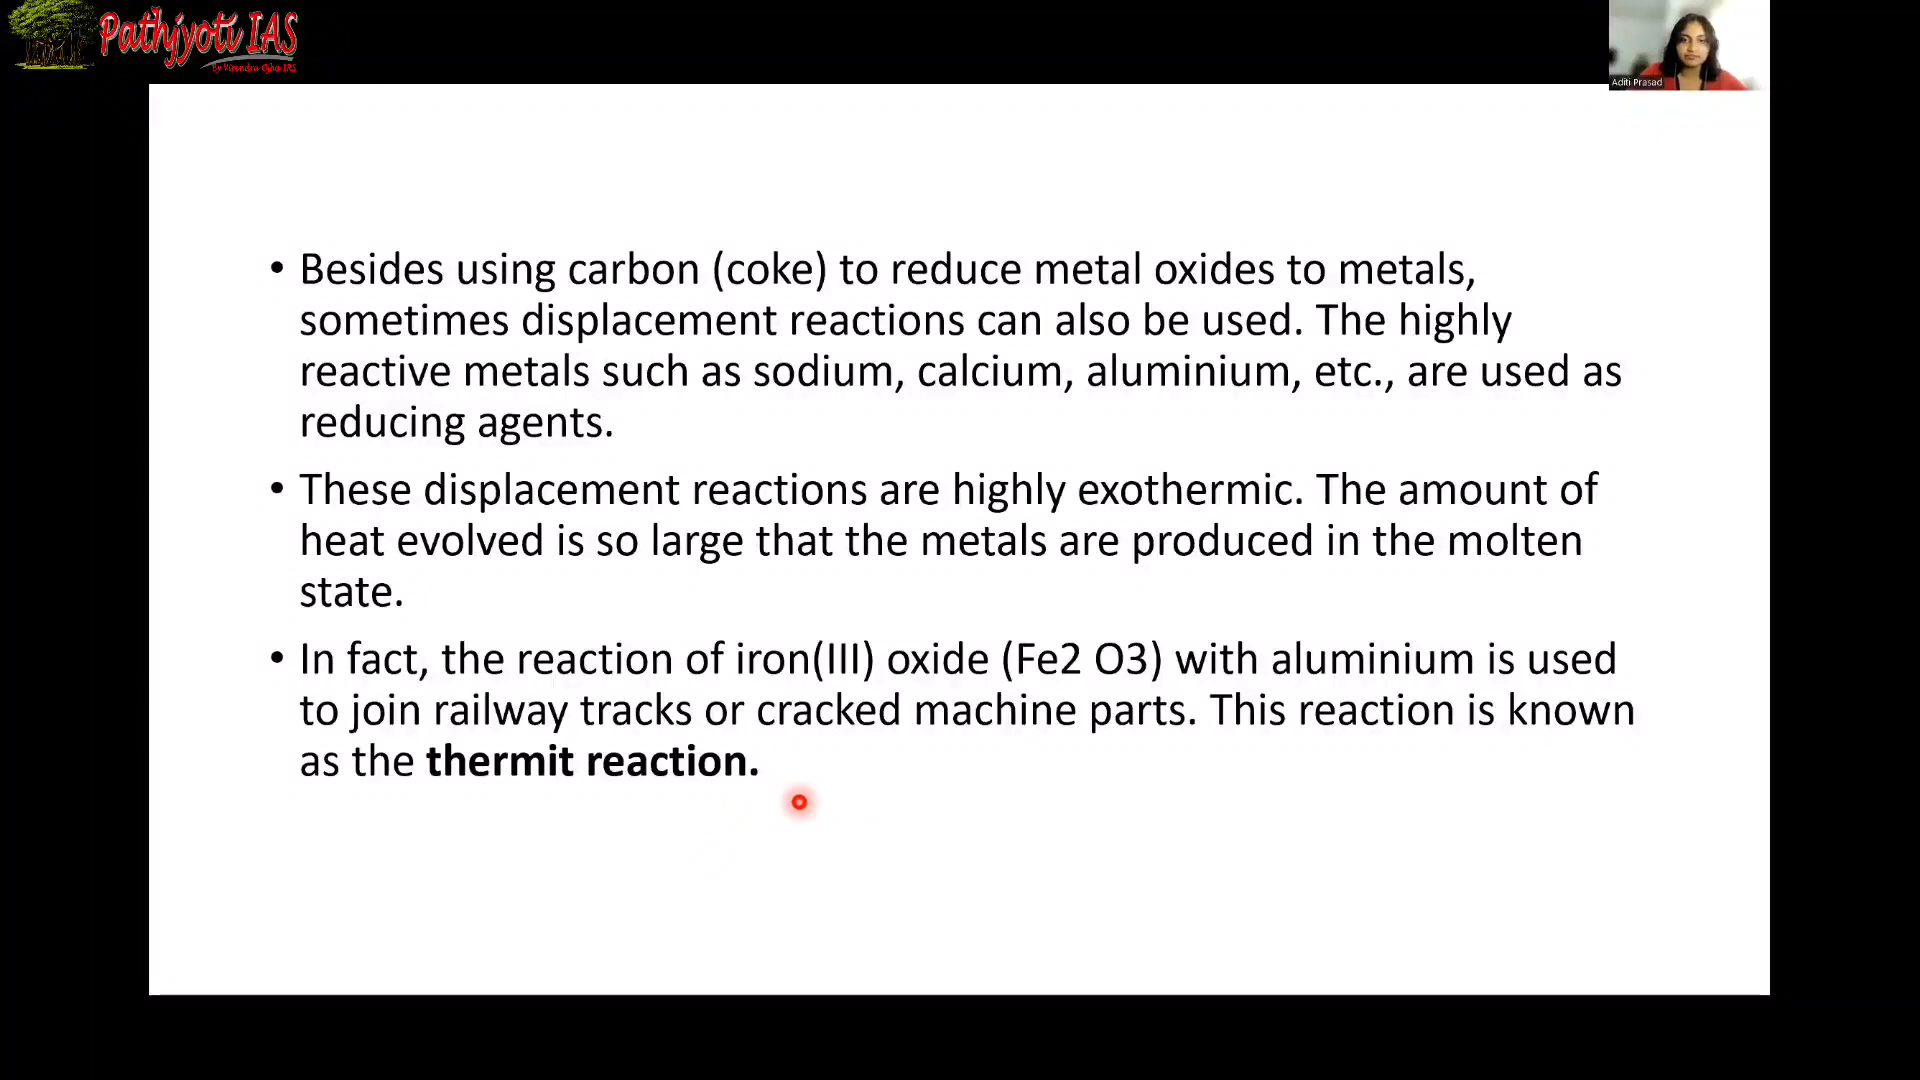 Pathjyoti IAS
By Virendra Ojha IRS
Aditi Prasad
• Besides using carbon (coke) to reduce metal oxides to metals,
sometimes displacement reactions can also be used. The highly
reactive metals such as sodium, calcium, aluminium, etc., are used as
reducing agents.
• These displacement reactions are highly exothermic. The amount of
heat evolved is so large that the metals are produced in the molten
state.
• In fact, the reaction of iron(III) oxide (Fe2 O3) with aluminium is used
to join railway tracks or cracked machine parts. This reaction is known
as the thermit reaction.